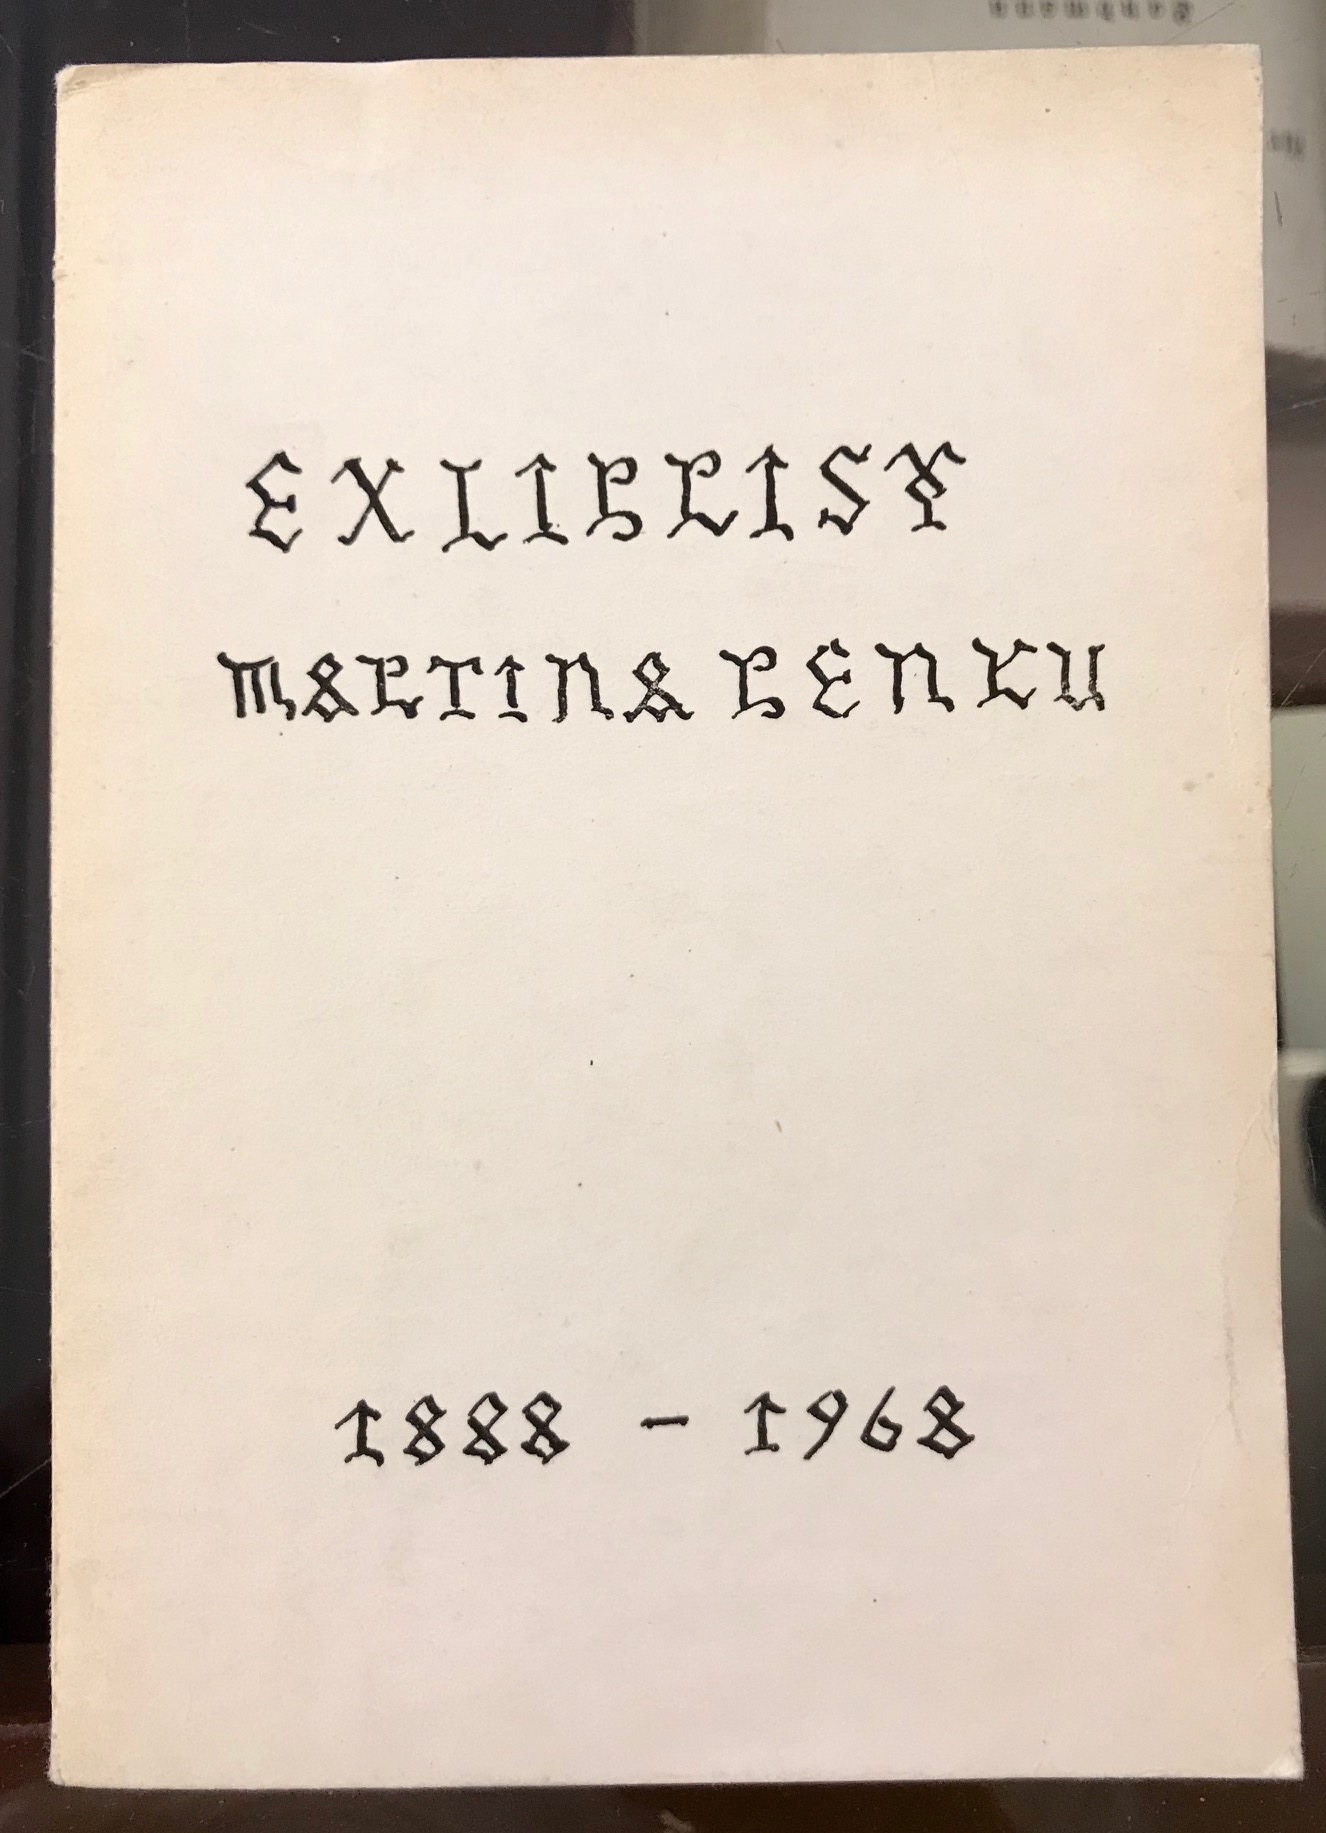 EXLIBRISY
MARTINA BENKU
1888 - 1968